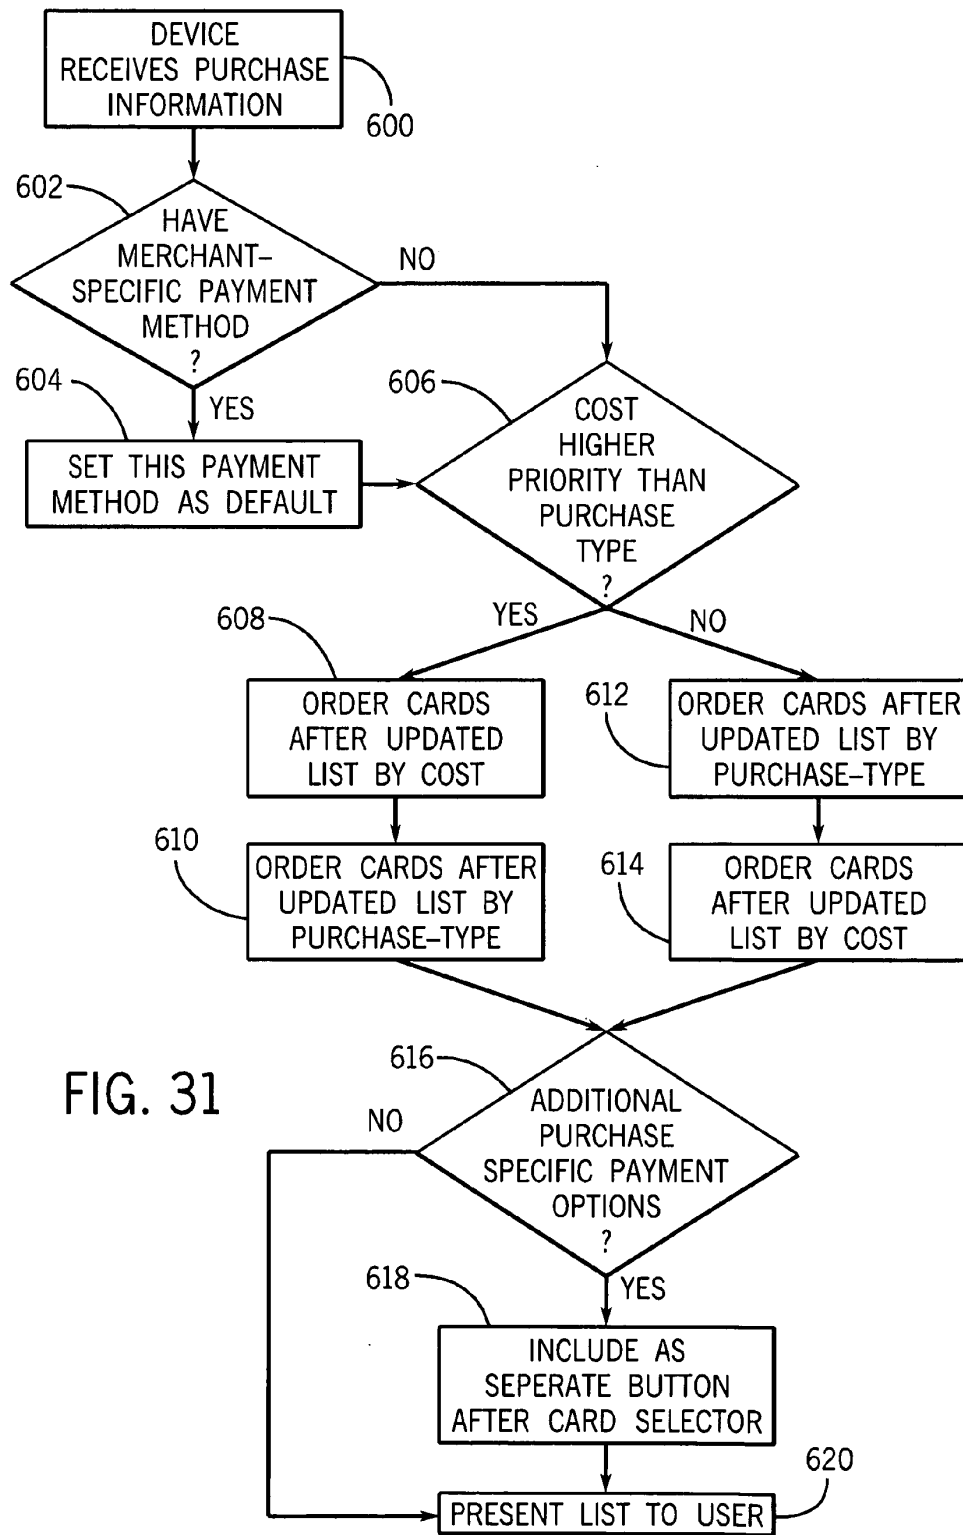 DEVICE
RECEIVES PURCHASE
INFORMATION
600
602
HAVE
MERCHANT–
SPECIFIC PAYMENT
METHOD
?
NO
604
YES
606
SET THIS PAYMENT
METHOD AS DEFAULT
COST
HIGHER
PRIORITY THAN
PURCHASE
TYPE
?
608
YES
NO
ORDER CARDS
AFTER UPDATED
LIST BY COST
612
ORDER CARDS AFTER
UPDATED LIST BY
PURCHASE–TYPE
610
ORDER CARDS AFTER
UPDATED LIST BY
PURCHASE–TYPE
614
ORDER CARDS
AFTER UPDATED
LIST BY COST
FIG. 31
616
NO
ADDITIONAL
PURCHASE
SPECIFIC PAYMENT
OPTIONS
?
618
YES
INCLUDE AS
SEPERATE BUTTON
AFTER CARD SELECTOR
620
PRESENT LIST TO USER